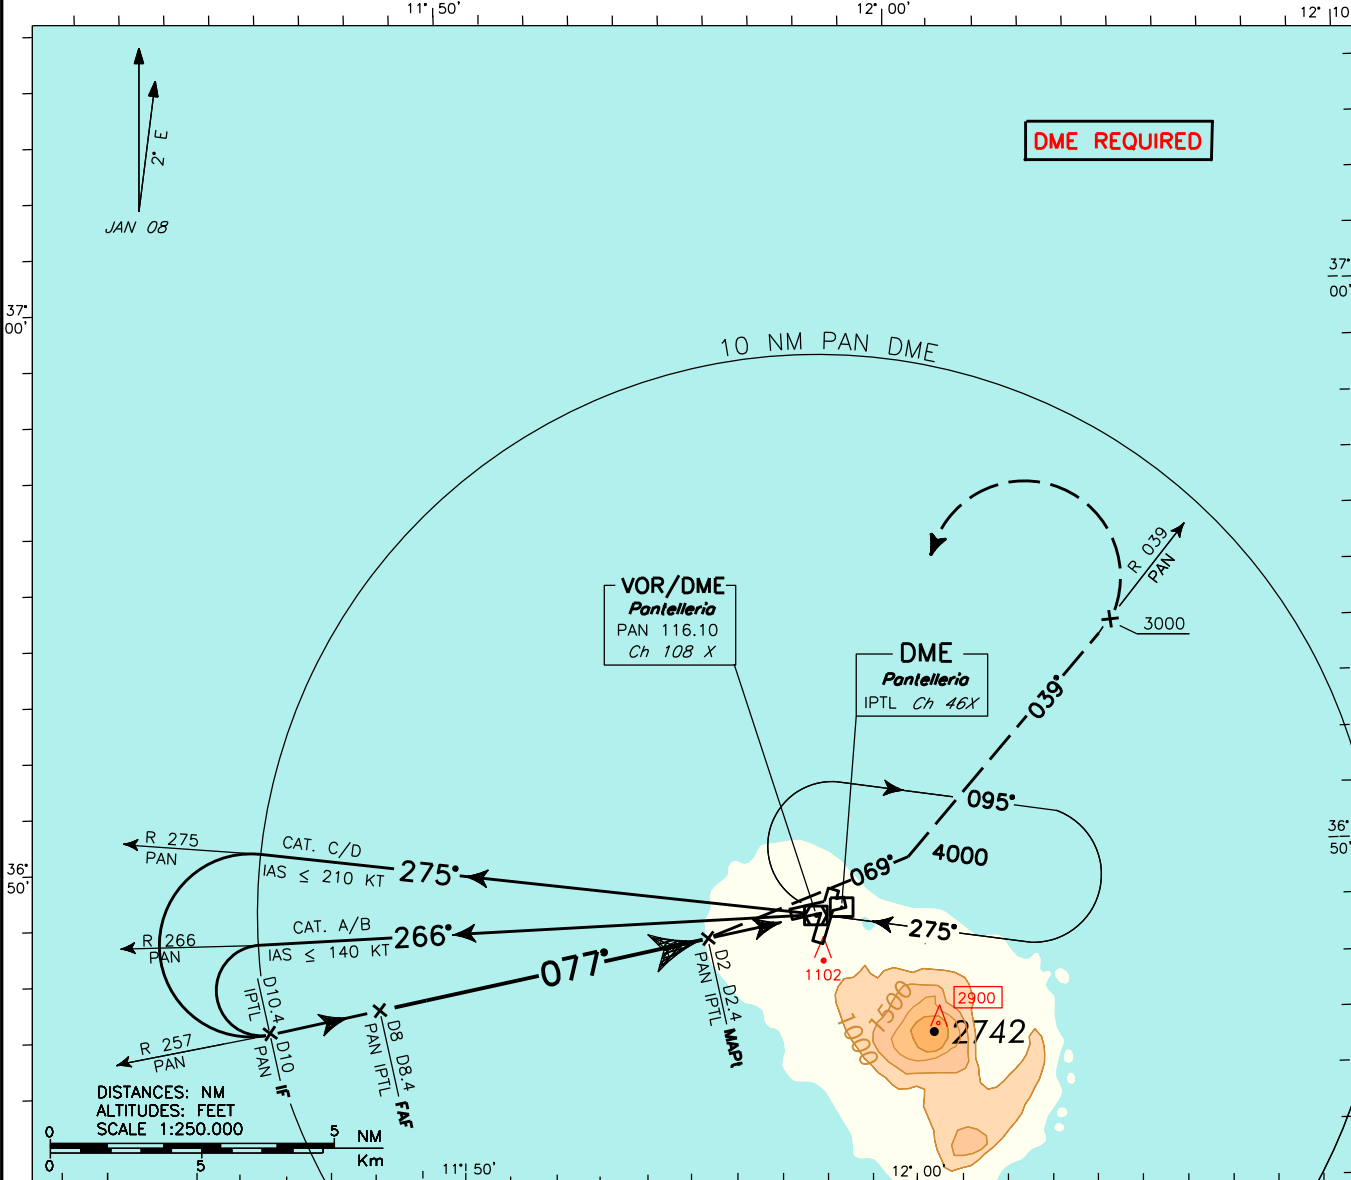 11° 50'
12° 00'
12° 10
2° E
JAN 08
DME REQUIRED
37°
00'
37°
00'
10 NM PAN DME
R 039
PAN
3000
VOR/DME
Pantelleria
PAN 116.10
Ch 108 X
DME
Pantelleria
IPTL Ch 46X
039°
095°
36°
50'
R 275
PAN
CAT. C/D
IAS ≤ 210 KT
275°
069°
4000
50'
R 266
PAN
CAT. A/B
IAS ≤ 140 KT
266°
275°
077°
1102
D2 D2.4
PAN IPTL
MAPt
D10.4
IPTL
D10
PAN
IF
D8 D8.4
PAN IPTL
FAF
1500
1000
2900
2742
R 257
PAN
DISTANCES: NM
ALTITUDES: FEET
SCALE 1:250.000
0 5 NM
0 5 Km
11° 50'
12° 00'